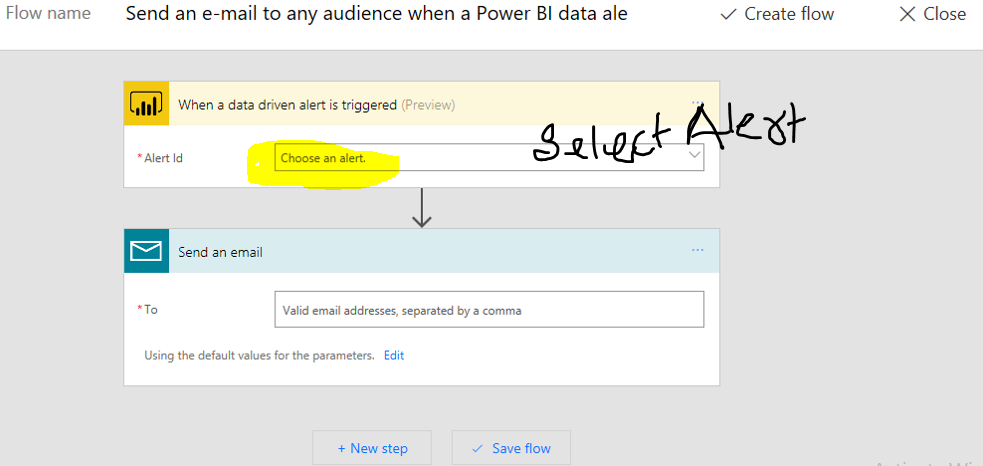 Flow name Send an e-mail to any audience when a Power BI data ale Create flow Close
When a data driven alert is triggered (Preview) ...
Select Alert
* Alert Id Choose an alert.
Send an email ...
* To Valid email addresses, separated by a comma
Using the default values for the parameters. Edit
+ New step Save flow